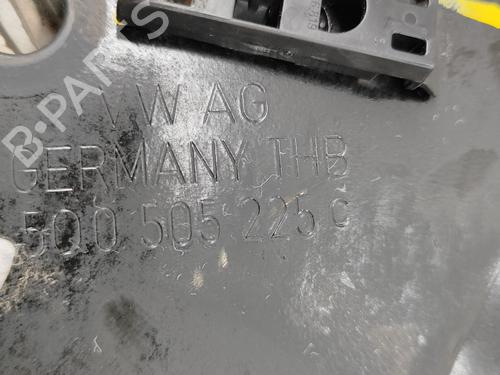 B-PARTS
VW AG
GERMANY THB
5Q0 505 225 C